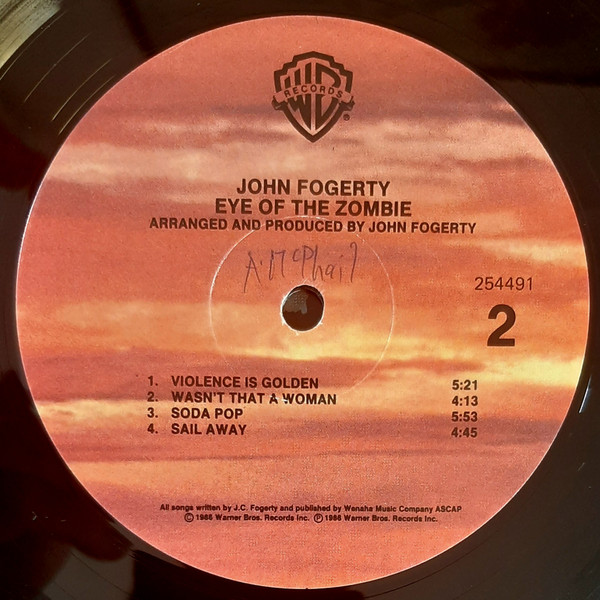 WB
RECORDS
®
JOHN FOGERTY
EYE OF THE ZOMBIE
ARRANGED AND PRODUCED BY JOHN FOGERTY
A. McPhail
254491
2
1. VIOLENCE IS GOLDEN 5:21
2. WASN'T THAT A WOMAN 4:13
3. SODA POP 5:53
4. SAIL AWAY 4:45
All songs written by J.C. Fogerty and published by Wenaha Music Company ASCAP
© 1986 Warner Bros. Records Inc. ℗ 1986 Warner Bros. Records Inc.